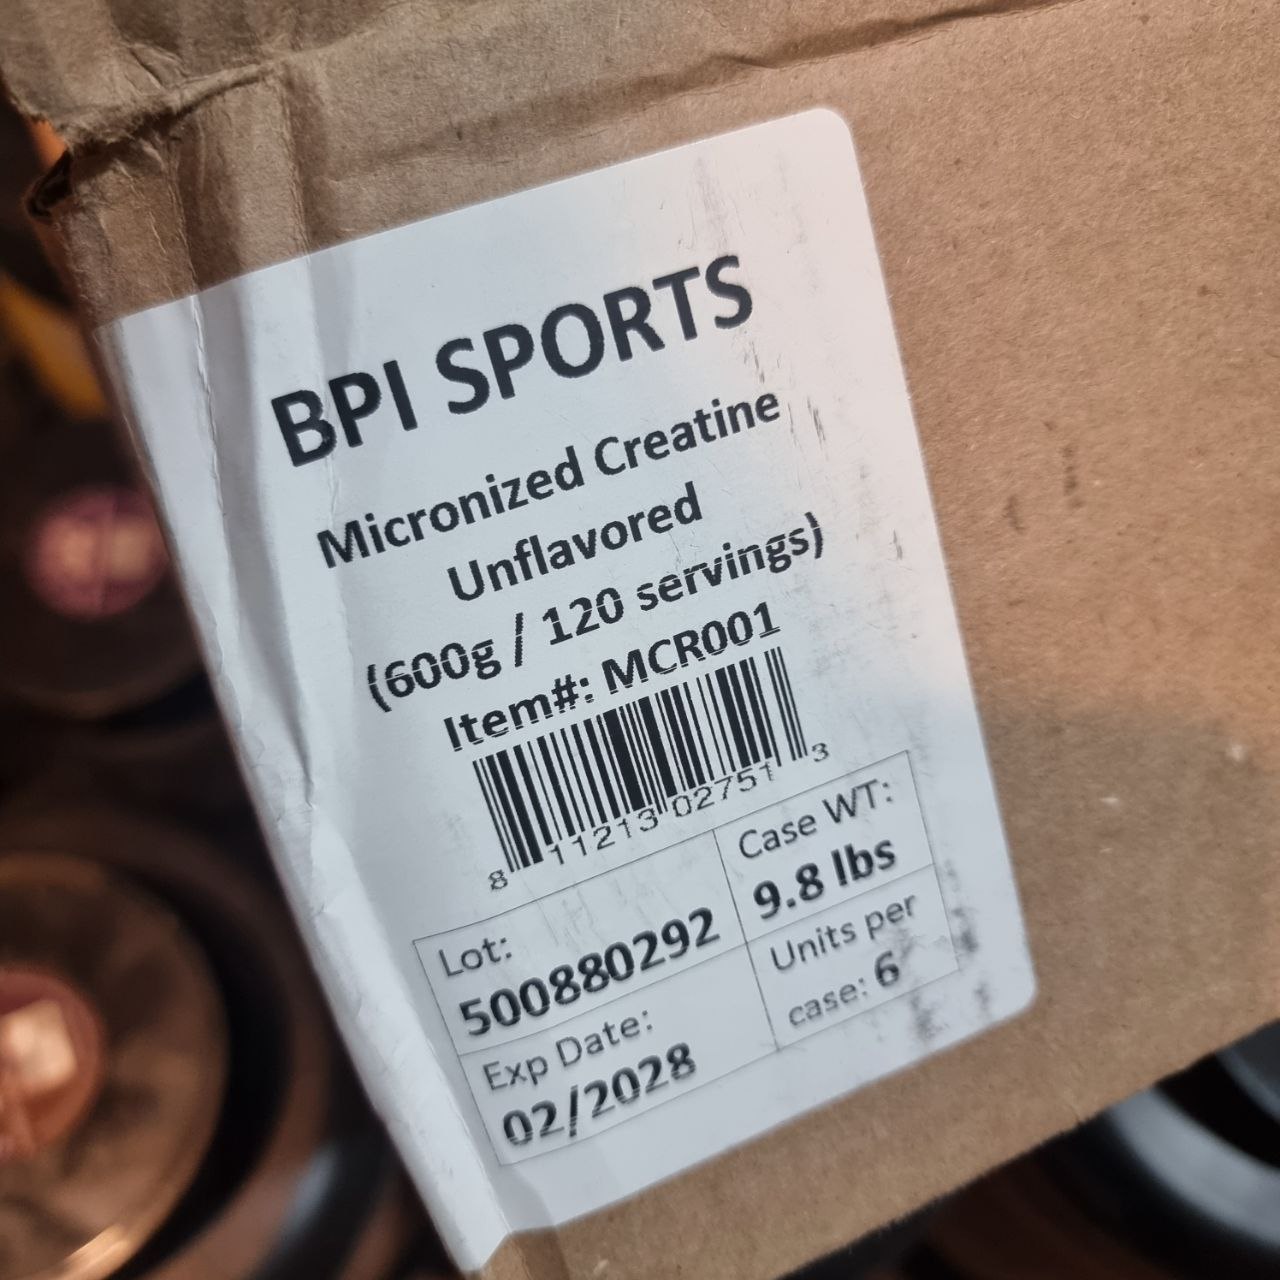 BPI SPORTS
Micronized Creatine
Unflavored
(600g / 120 servings)
Item#: MCR001
8 11213 02751 3
Lot:
500880292
Exp Date:
02/2028
Case WT:
9.8 lbs
Units per
case: 6